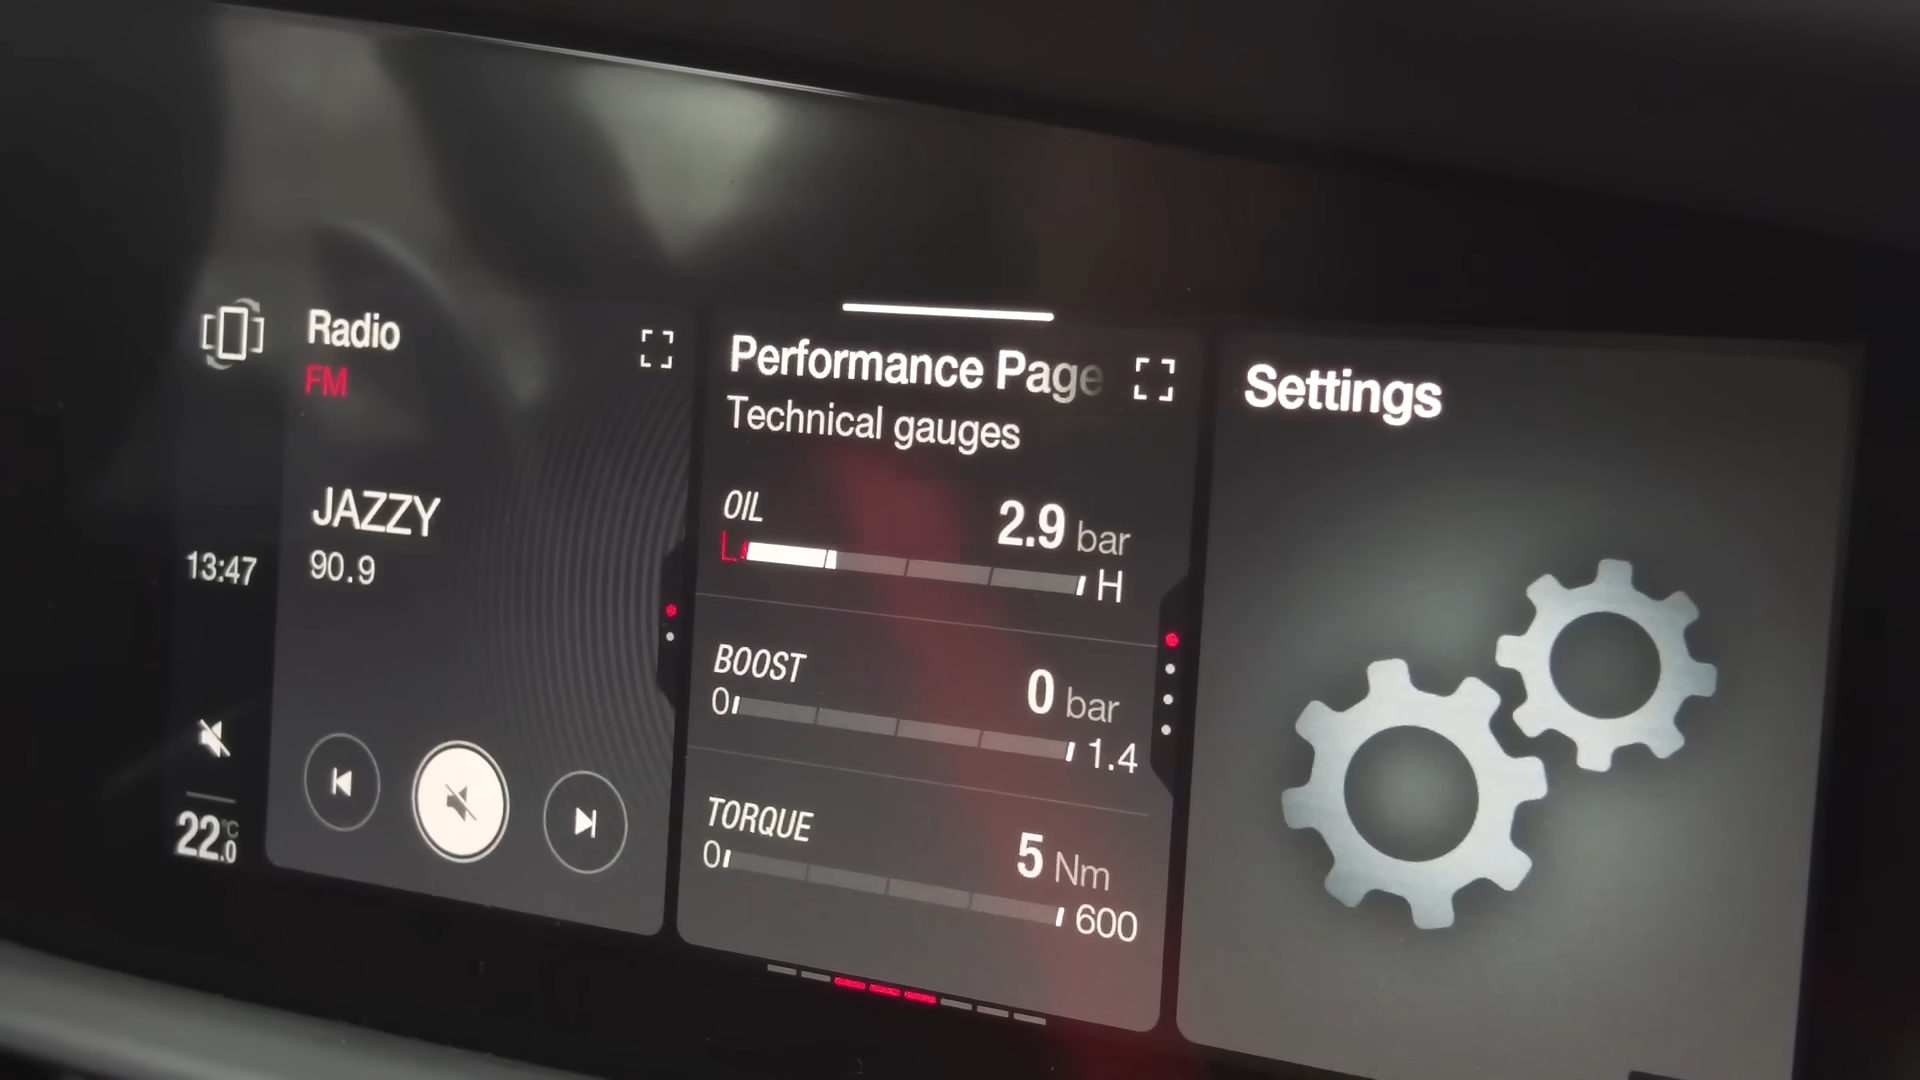 Radio
FM
JAZZY
90.9
13:47
22.0 °C
Performance Page
Technical gauges
OIL
2.9 bar
L H
BOOST
0 bar
0 1.4
TORQUE
5 Nm
0 600
Settings